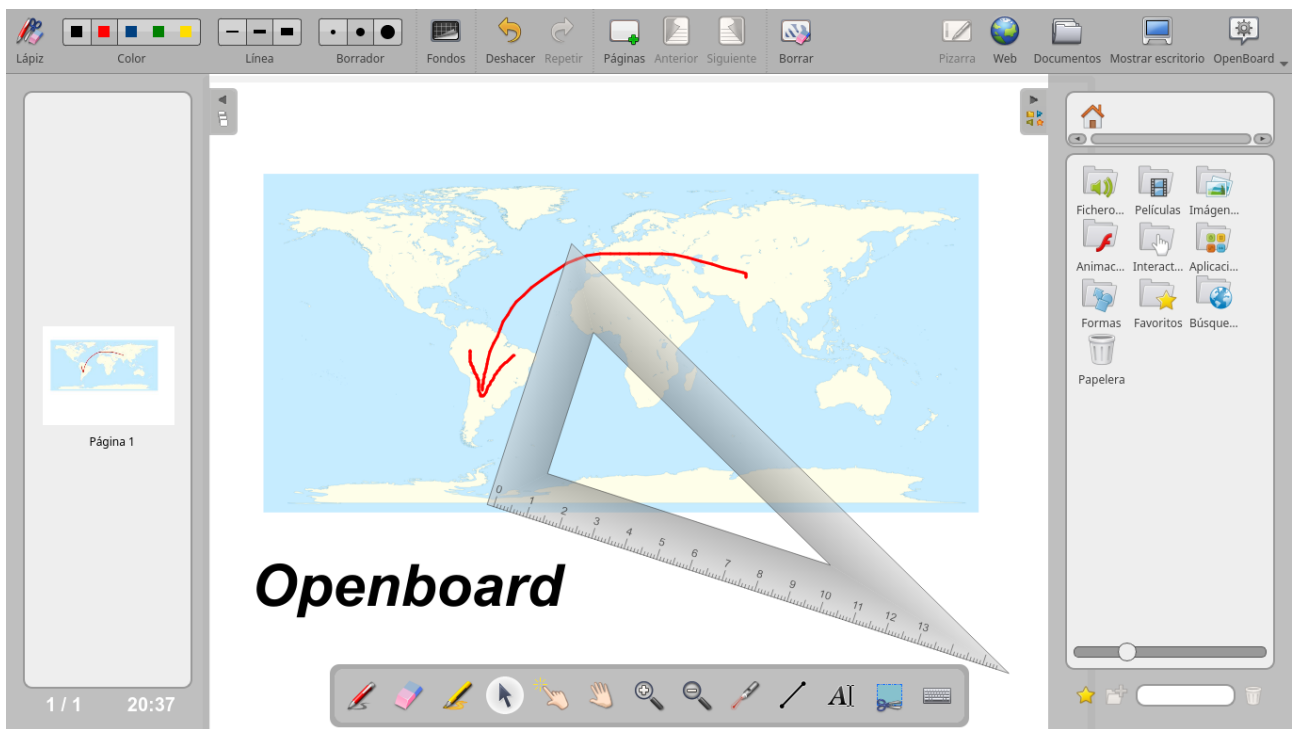 Lápiz Color Línea Borrador Fondos Deshacer Repetir Páginas Anterior Siguiente Borrar Pizarra Web Documentos Mostrar escritorio OpenBoard
Fichero... Películas Imágen...
Animac... Interact... Aplicaci...
Formas Favoritos Búsque...
Papelera
Página 1
0 1 2 3 4 5 6 7 8 9 10 11 12 13
Openboard
AI
1 / 1 20:37